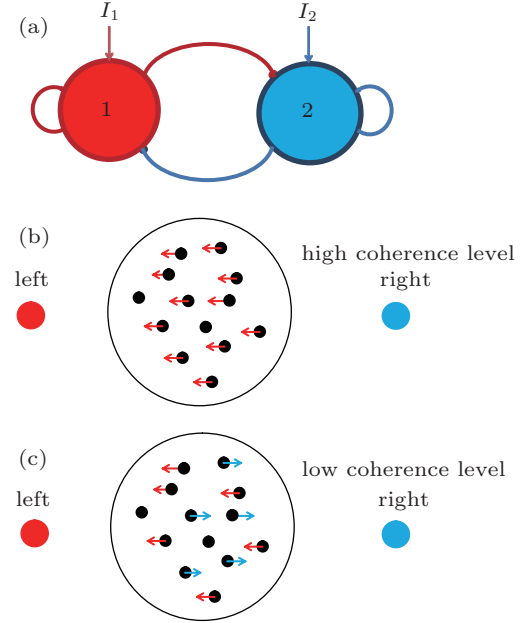 (a)
I₁ I₂
1 2
(b)
high coherence level
left right
(c)
low coherence level
left right